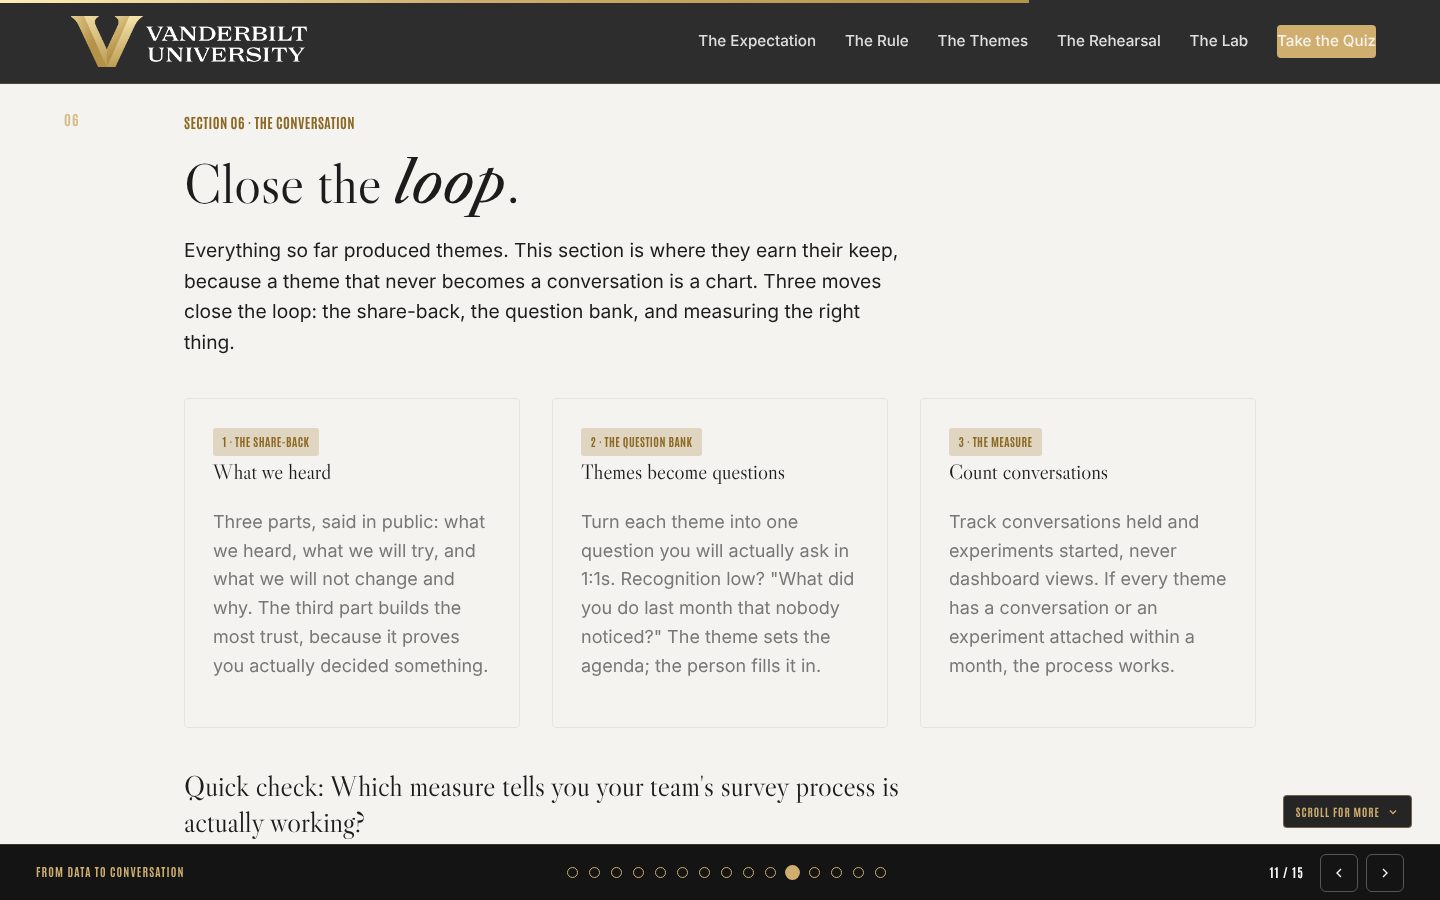 VANDERBILT
UNIVERSITY
The Expectation
The Rule
The Themes
The Rehearsal
The Lab
Take the Quiz
06
SECTION 06 · THE CONVERSATION
Close the loop.
Everything so far produced themes. This section is where they earn their keep,
because a theme that never becomes a conversation is a chart. Three moves
close the loop: the share-back, the question bank, and measuring the right
thing.
1 · THE SHARE-BACK
What we heard
Three parts, said in public: what
we heard, what we will try, and
what we will not change and
why. The third part builds the
most trust, because it proves
you actually decided something.
2 · THE QUESTION BANK
Themes become questions
Turn each theme into one
question you will actually ask in
1:1s. Recognition low? "What did
you do last month that nobody
noticed?" The theme sets the
agenda; the person fills it in.
3 · THE MEASURE
Count conversations
Track conversations held and
experiments started, never
dashboard views. If every theme
has a conversation or an
experiment attached within a
month, the process works.
Quick check: Which measure tells you your team's survey process is
actually working?
SCROLL FOR MORE
FROM DATA TO CONVERSATION
11 / 15